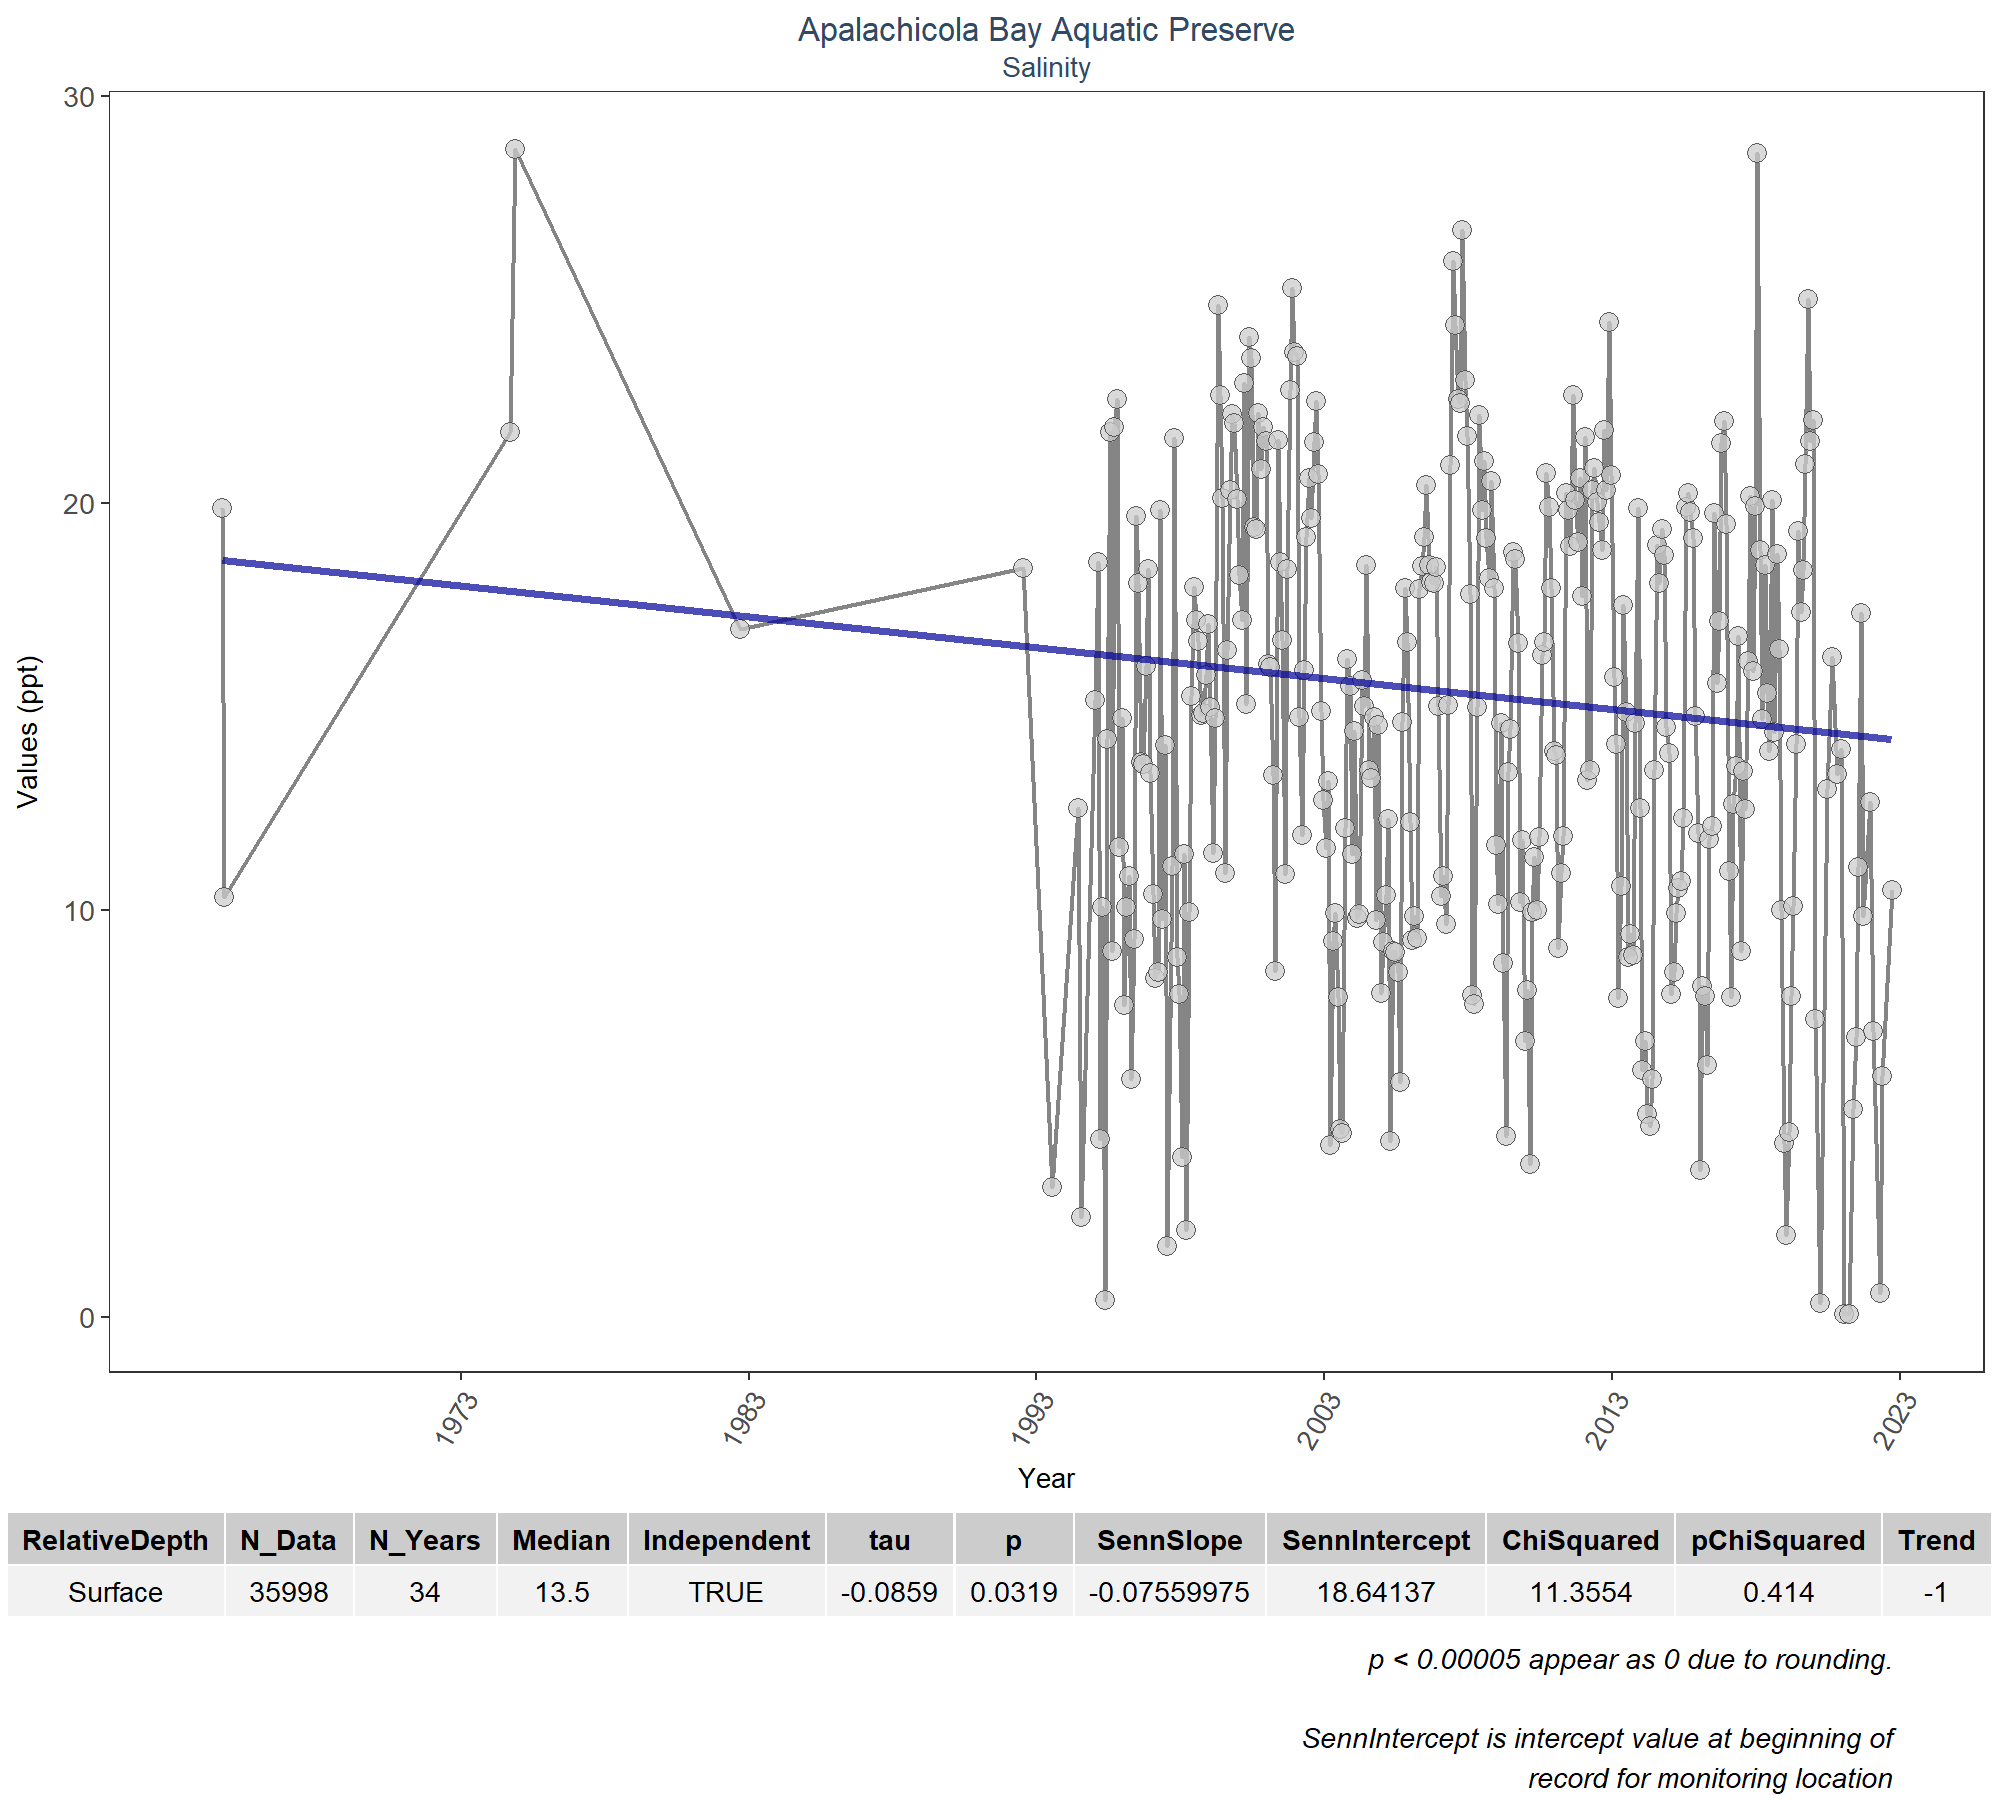 Apalachicola Bay Aquatic Preserve
Salinity
30
20
10
0
Values (ppt)
1973
1983
1993
2003
2013
2023
Year
RelativeDepth N_Data N_Years Median Independent tau p SennSlope SennIntercept ChiSquared pChiSquared Trend
Surface 35998 34 13.5 TRUE -0.0859 0.0319 -0.07559975 18.64137 11.3554 0.414 -1
p < 0.00005 appear as 0 due to rounding.
SennIntercept is intercept value at beginning of
record for monitoring location